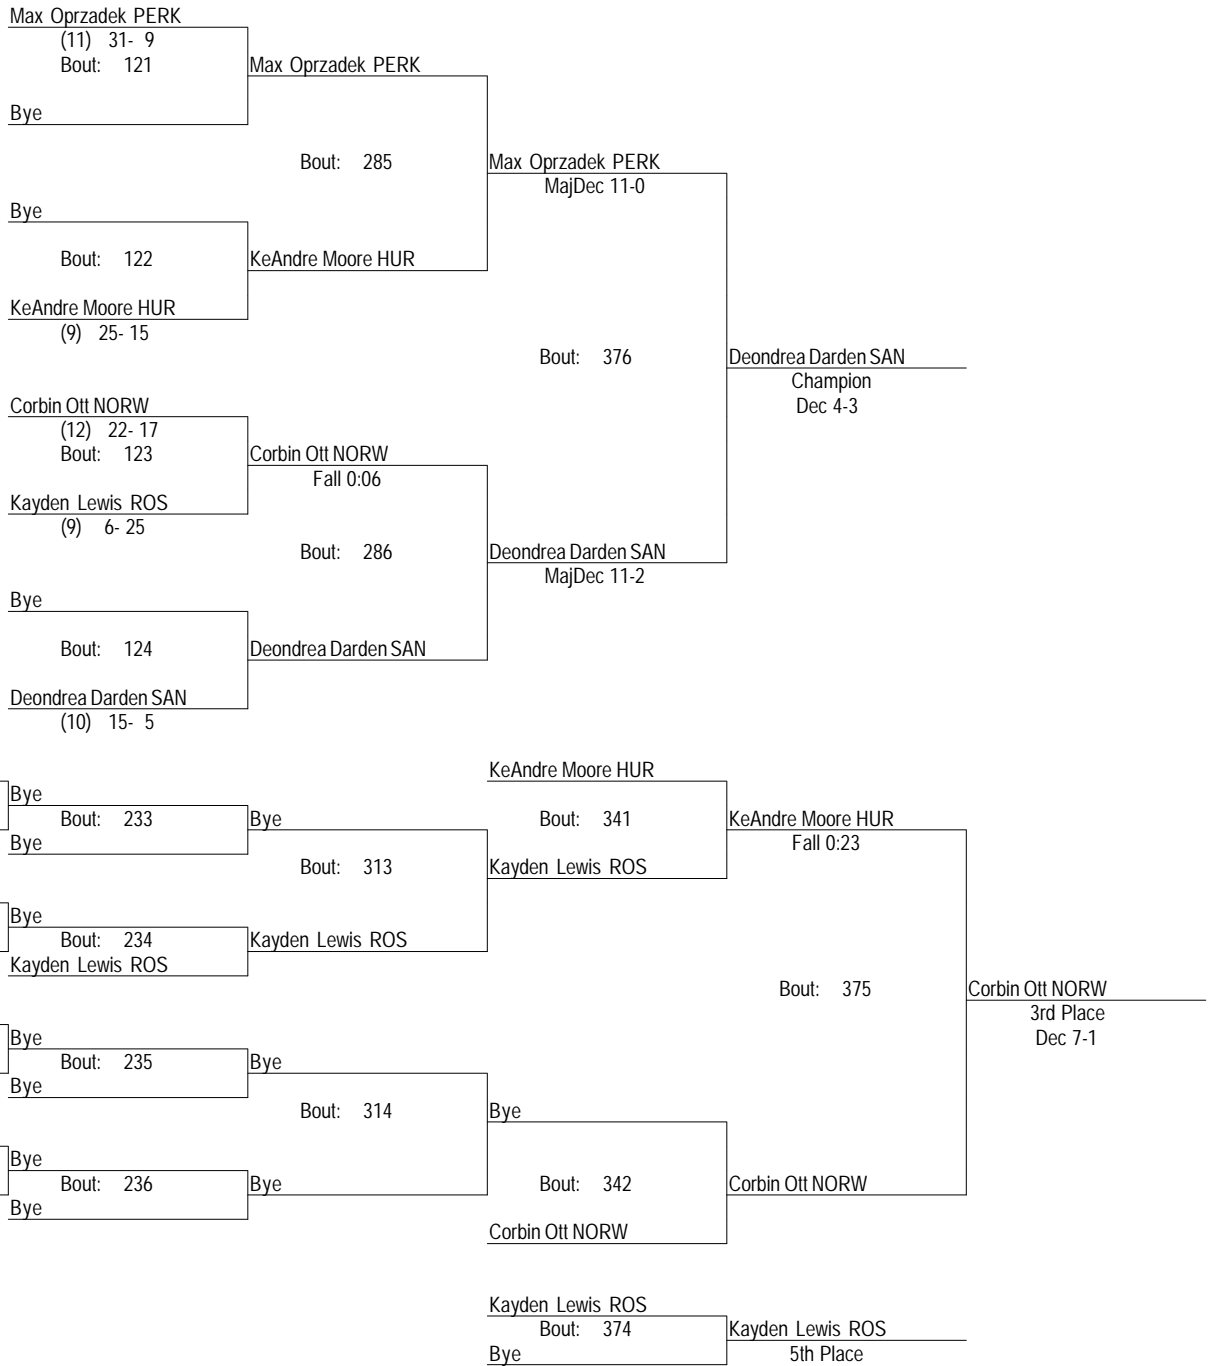 Max Oprzadek PERK
(11) 31- 9
Bout: 121
Max Oprzadek PERK
Bye
Bout: 285
Max Oprzadek PERK
MajDec 11-0
Bye
Bout: 122
KeAndre Moore HUR
KeAndre Moore HUR
(9) 25- 15
Bout: 376
Deondrea Darden SAN
Champion
Dec 4-3
Corbin Ott NORW
(12) 22- 17
Bout: 123
Corbin Ott NORW
Fall 0:06
Kayden Lewis ROS
(9) 6- 25
Bout: 286
Deondrea Darden SAN
MajDec 11-2
Bye
Bout: 124
Deondrea Darden SAN
Deondrea Darden SAN
(10) 15- 5
KeAndre Moore HUR
Bye
Bout: 233
Bye
Bye
Bout: 341
KeAndre Moore HUR
Fall 0:23
Bout: 313
Kayden Lewis ROS
Bye
Bout: 234
Kayden Lewis ROS
Kayden Lewis ROS
Bout: 375
Corbin Ott NORW
3rd Place
Dec 7-1
Bye
Bout: 235
Bye
Bye
Bout: 314
Bye
Bye
Bout: 236
Bye
Bye
Bout: 342
Corbin Ott NORW
Corbin Ott NORW
Kayden Lewis ROS
Bout: 374
Kayden Lewis ROS
Bye
5th Place